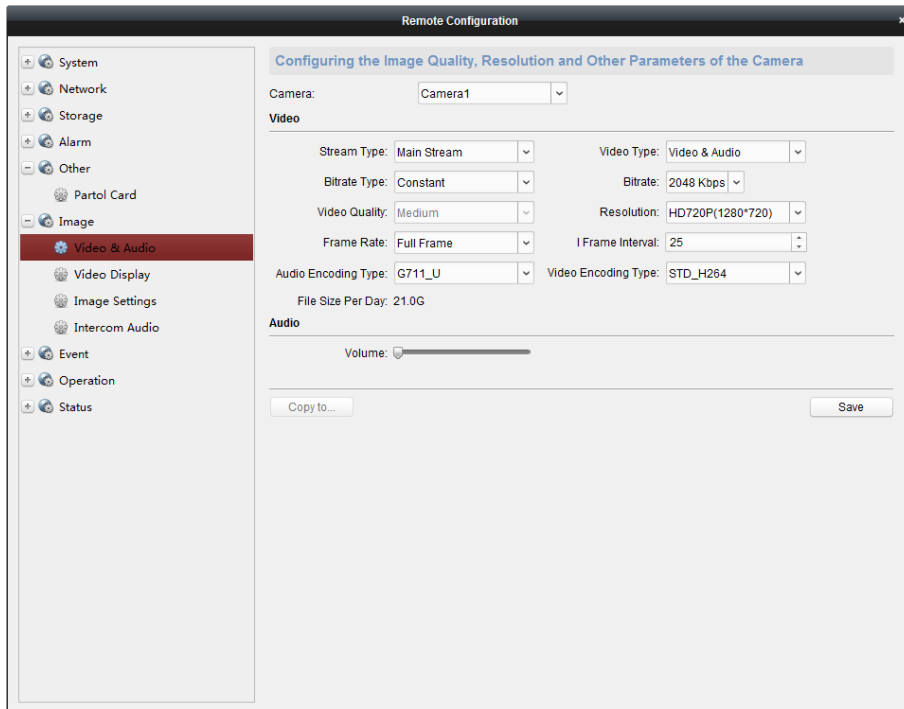 Remote Configuration
×
System
Network
Storage
Alarm
Other
Partol Card
Image
Video & Audio
Video Display
Image Settings
Intercom Audio
Event
Operation
Status
Configuring the Image Quality, Resolution and Other Parameters of the Camera
Camera: Camera1
Video
Stream Type: Main Stream Video Type: Video & Audio
Bitrate Type: Constant Bitrate: 2048 Kbps
Video Quality: Medium Resolution: HD720P(1280*720)
Frame Rate: Full Frame I Frame Interval: 25
Audio Encoding Type: G711_U Video Encoding Type: STD_H264
File Size Per Day: 21.0G
Audio
Volume:
Copy to... Save